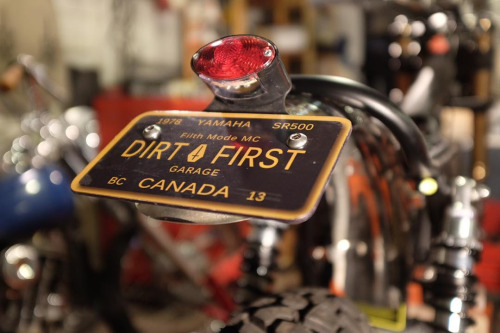 1978 YAMAHA SR500
Filth Mode MC
DIRT FIRST
GARAGE
BC CANADA 13